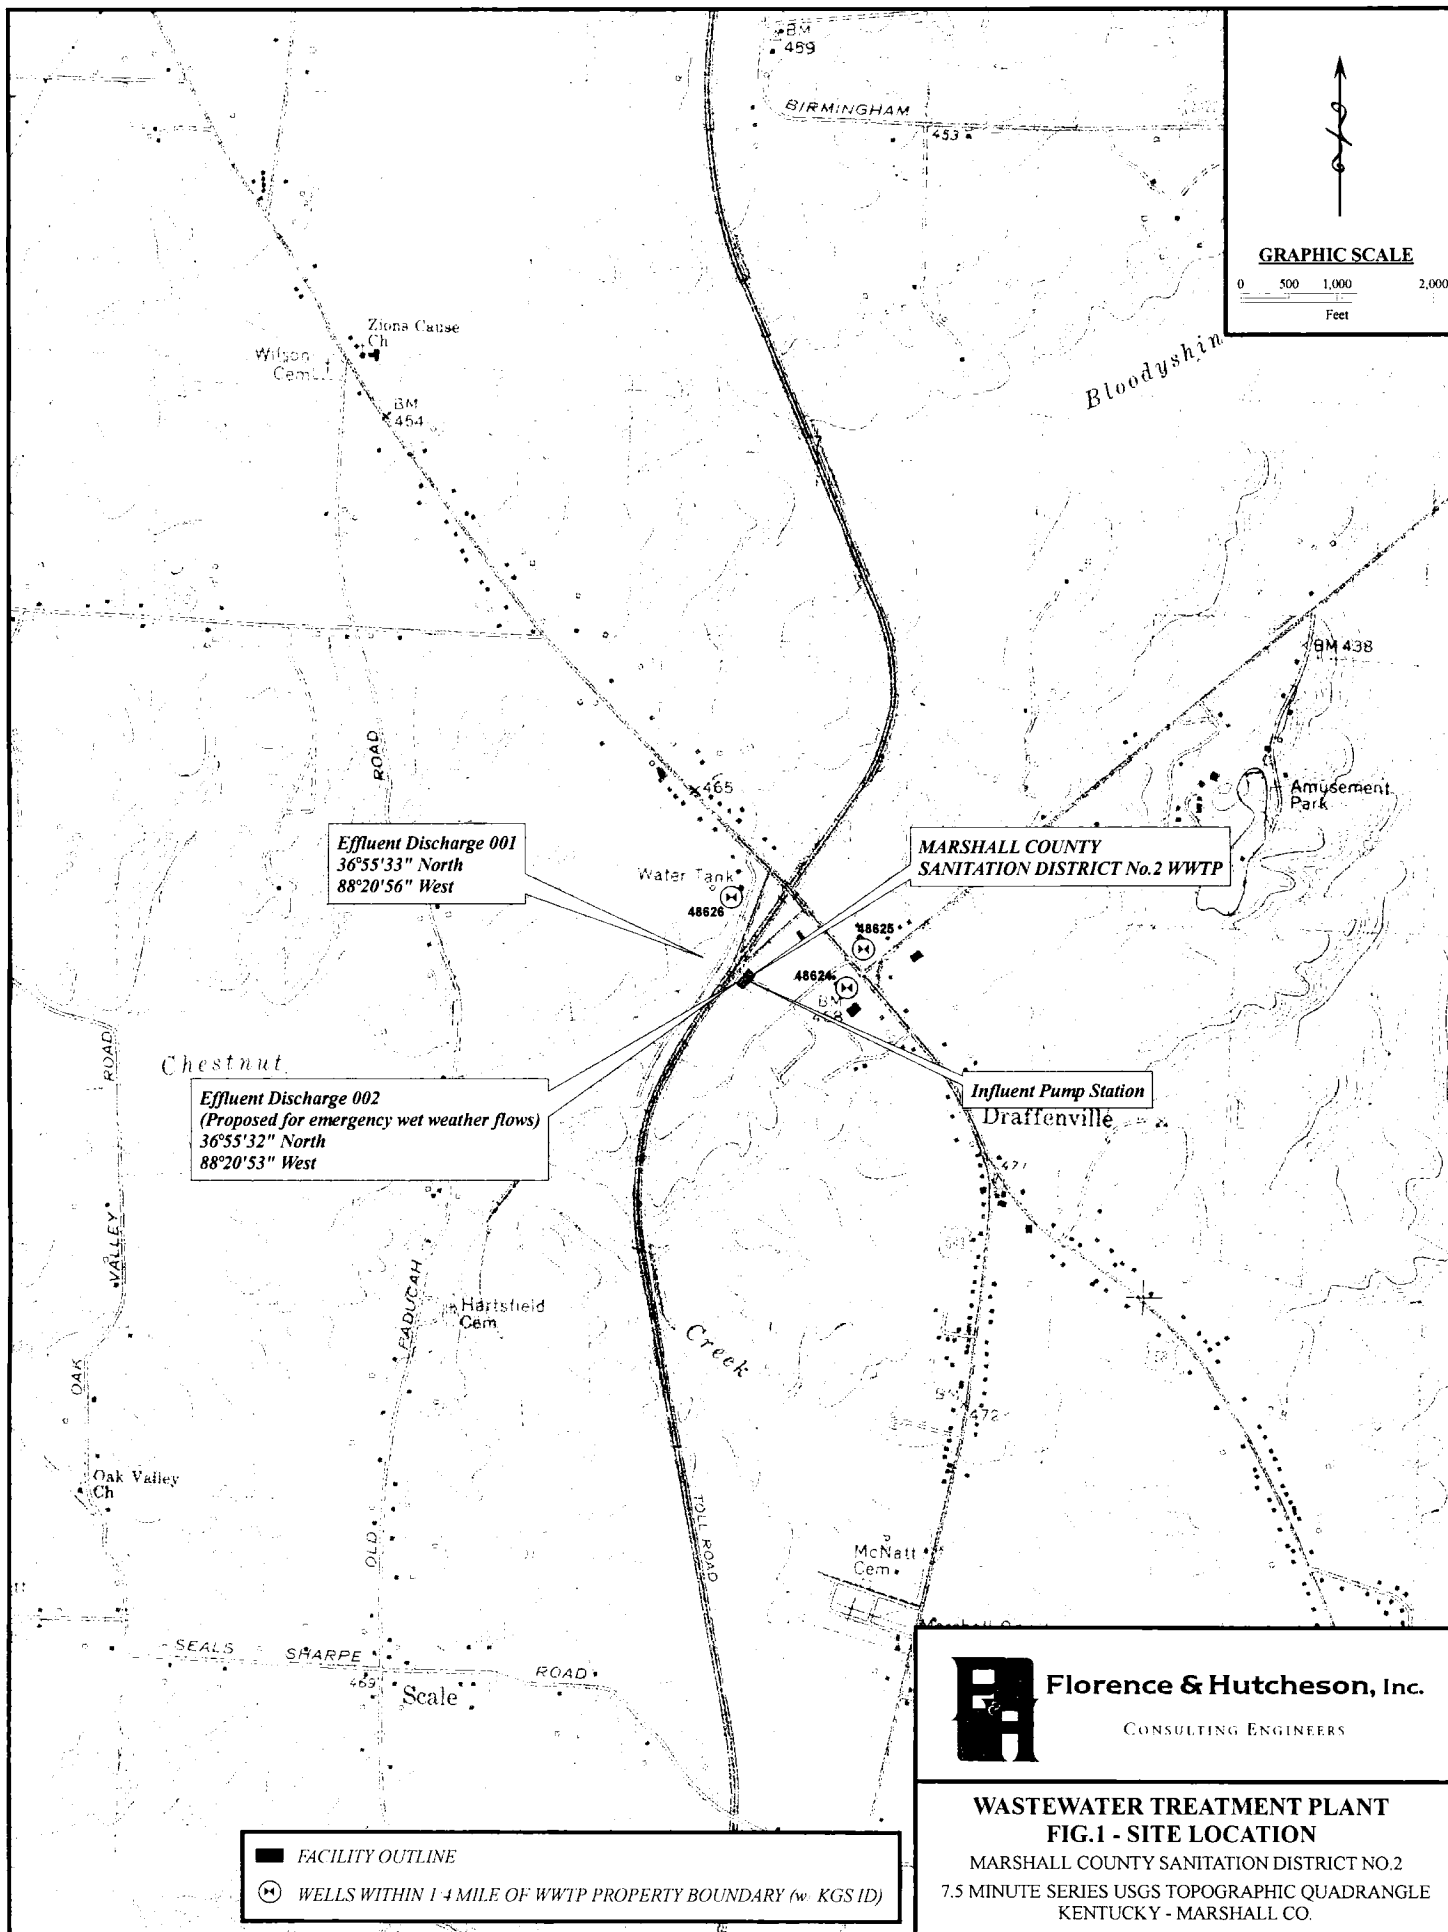 BM
459
BIRMINGHAM
453
GRAPHIC SCALE
0 500 1,000 2,000
Feet
Zions Cause
Ch
Wilson
Cem
BM
454
Bloodyshin
BM 438
ROAD
465
Amusement
Park
Effluent Discharge 001
36°55'33" North
88°20'56" West
MARSHALL COUNTY
SANITATION DISTRICT No.2 WWTP
Water Tank
48626
48625
48624
BM
ROAD
Chestnut
Effluent Discharge 002
(Proposed for emergency wet weather flows)
36°55'32" North
88°20'53" West
Influent Pump Station
Draffenville
471
VALLEY
PADUCAH
Hartsfield
Cem
Creek
OAK
472
Oak Valley
Ch
TOLL ROAD
OLD
McNatt
Cem
SEALS SHARPE ROAD
469
Scale
F&H
Florence & Hutcheson, Inc.
CONSULTING ENGINEERS
WASTEWATER TREATMENT PLANT
FIG.1 - SITE LOCATION
MARSHALL COUNTY SANITATION DISTRICT NO.2
7.5 MINUTE SERIES USGS TOPOGRAPHIC QUADRANGLE
KENTUCKY - MARSHALL CO.
FACILITY OUTLINE
WELLS WITHIN 1/4 MILE OF WWTP PROPERTY BOUNDARY (w/ KGS ID)